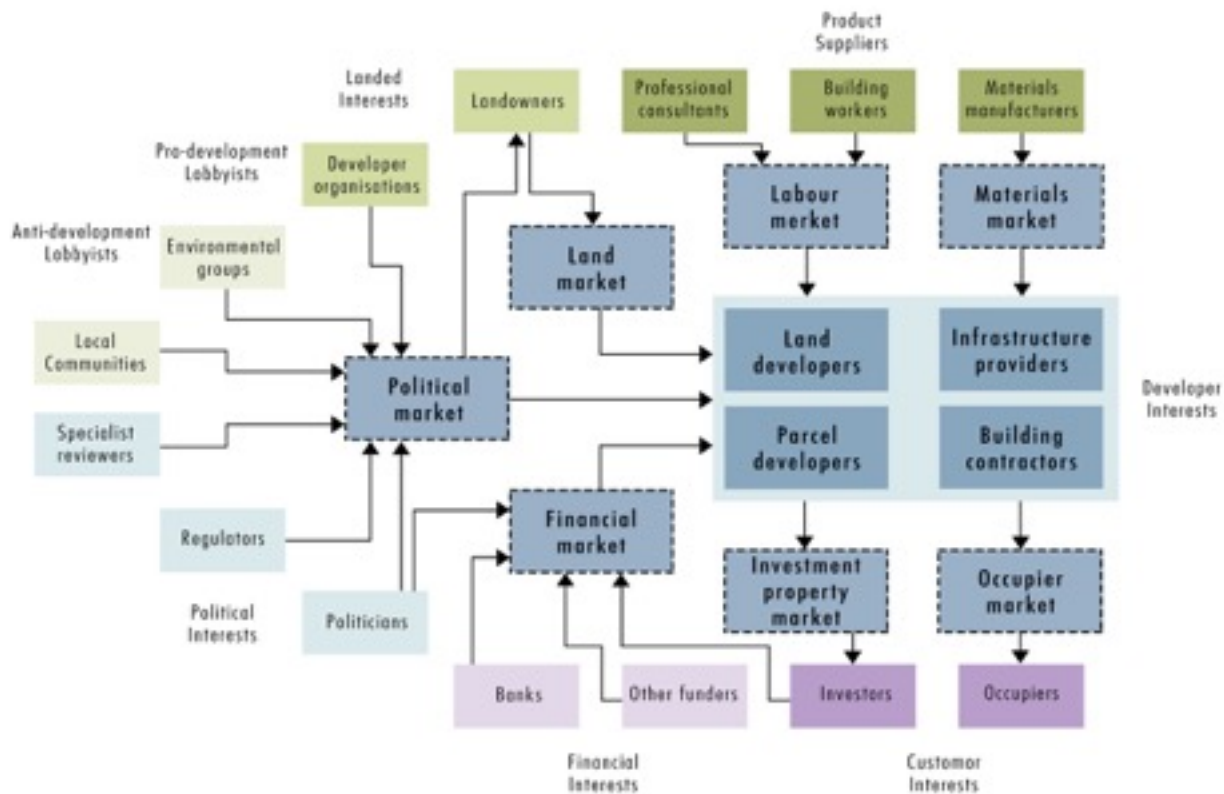 Product
Suppliers
Landed
Interests
Landowners
Professional
consultants
Building
workers
Materials
manufacturers
Pro-development
Lobbyists
Developer
organisations
Labour
merket
Materials
market
Anti-development
Lobbyists
Environmental
groups
Land
market
Local
Communities
Land
developers
Infrastructure
providers
Political
market
Developer
Interests
Specialist
reviewers
Parcel
developers
Building
contractors
Regulators
Financial
market
Investment
property
market
Occupier
market
Political
Interests
Politicians
Banks
Other funders
Investors
Occupiers
Financial
Interests
Customor
Interests